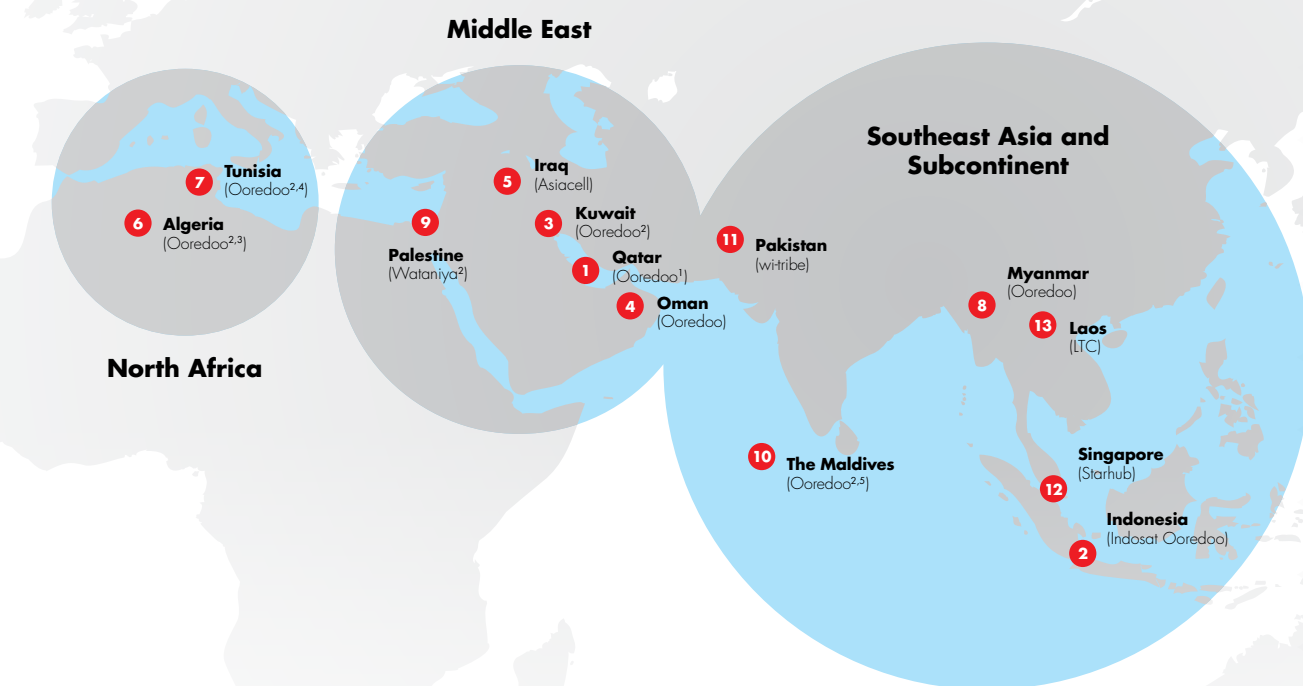 Middle East
Southeast Asia and
Subcontinent
North Africa
7
Tunisia
(Ooredoo²,⁴)
6
Algeria
(Ooredoo²,³)
5
Iraq
(Asiacell)
9
Palestine
(Wataniya²)
3
Kuwait
(Ooredoo²)
1
Qatar
(Ooredoo¹)
4
Oman
(Ooredoo)
11
Pakistan
(wi-tribe)
8
Myanmar
(Ooredoo)
13
Laos
(LTC)
10
The Maldives
(Ooredoo²,⁵)
12
Singapore
(Starhub)
2
Indonesia
(Indosat Ooredoo)